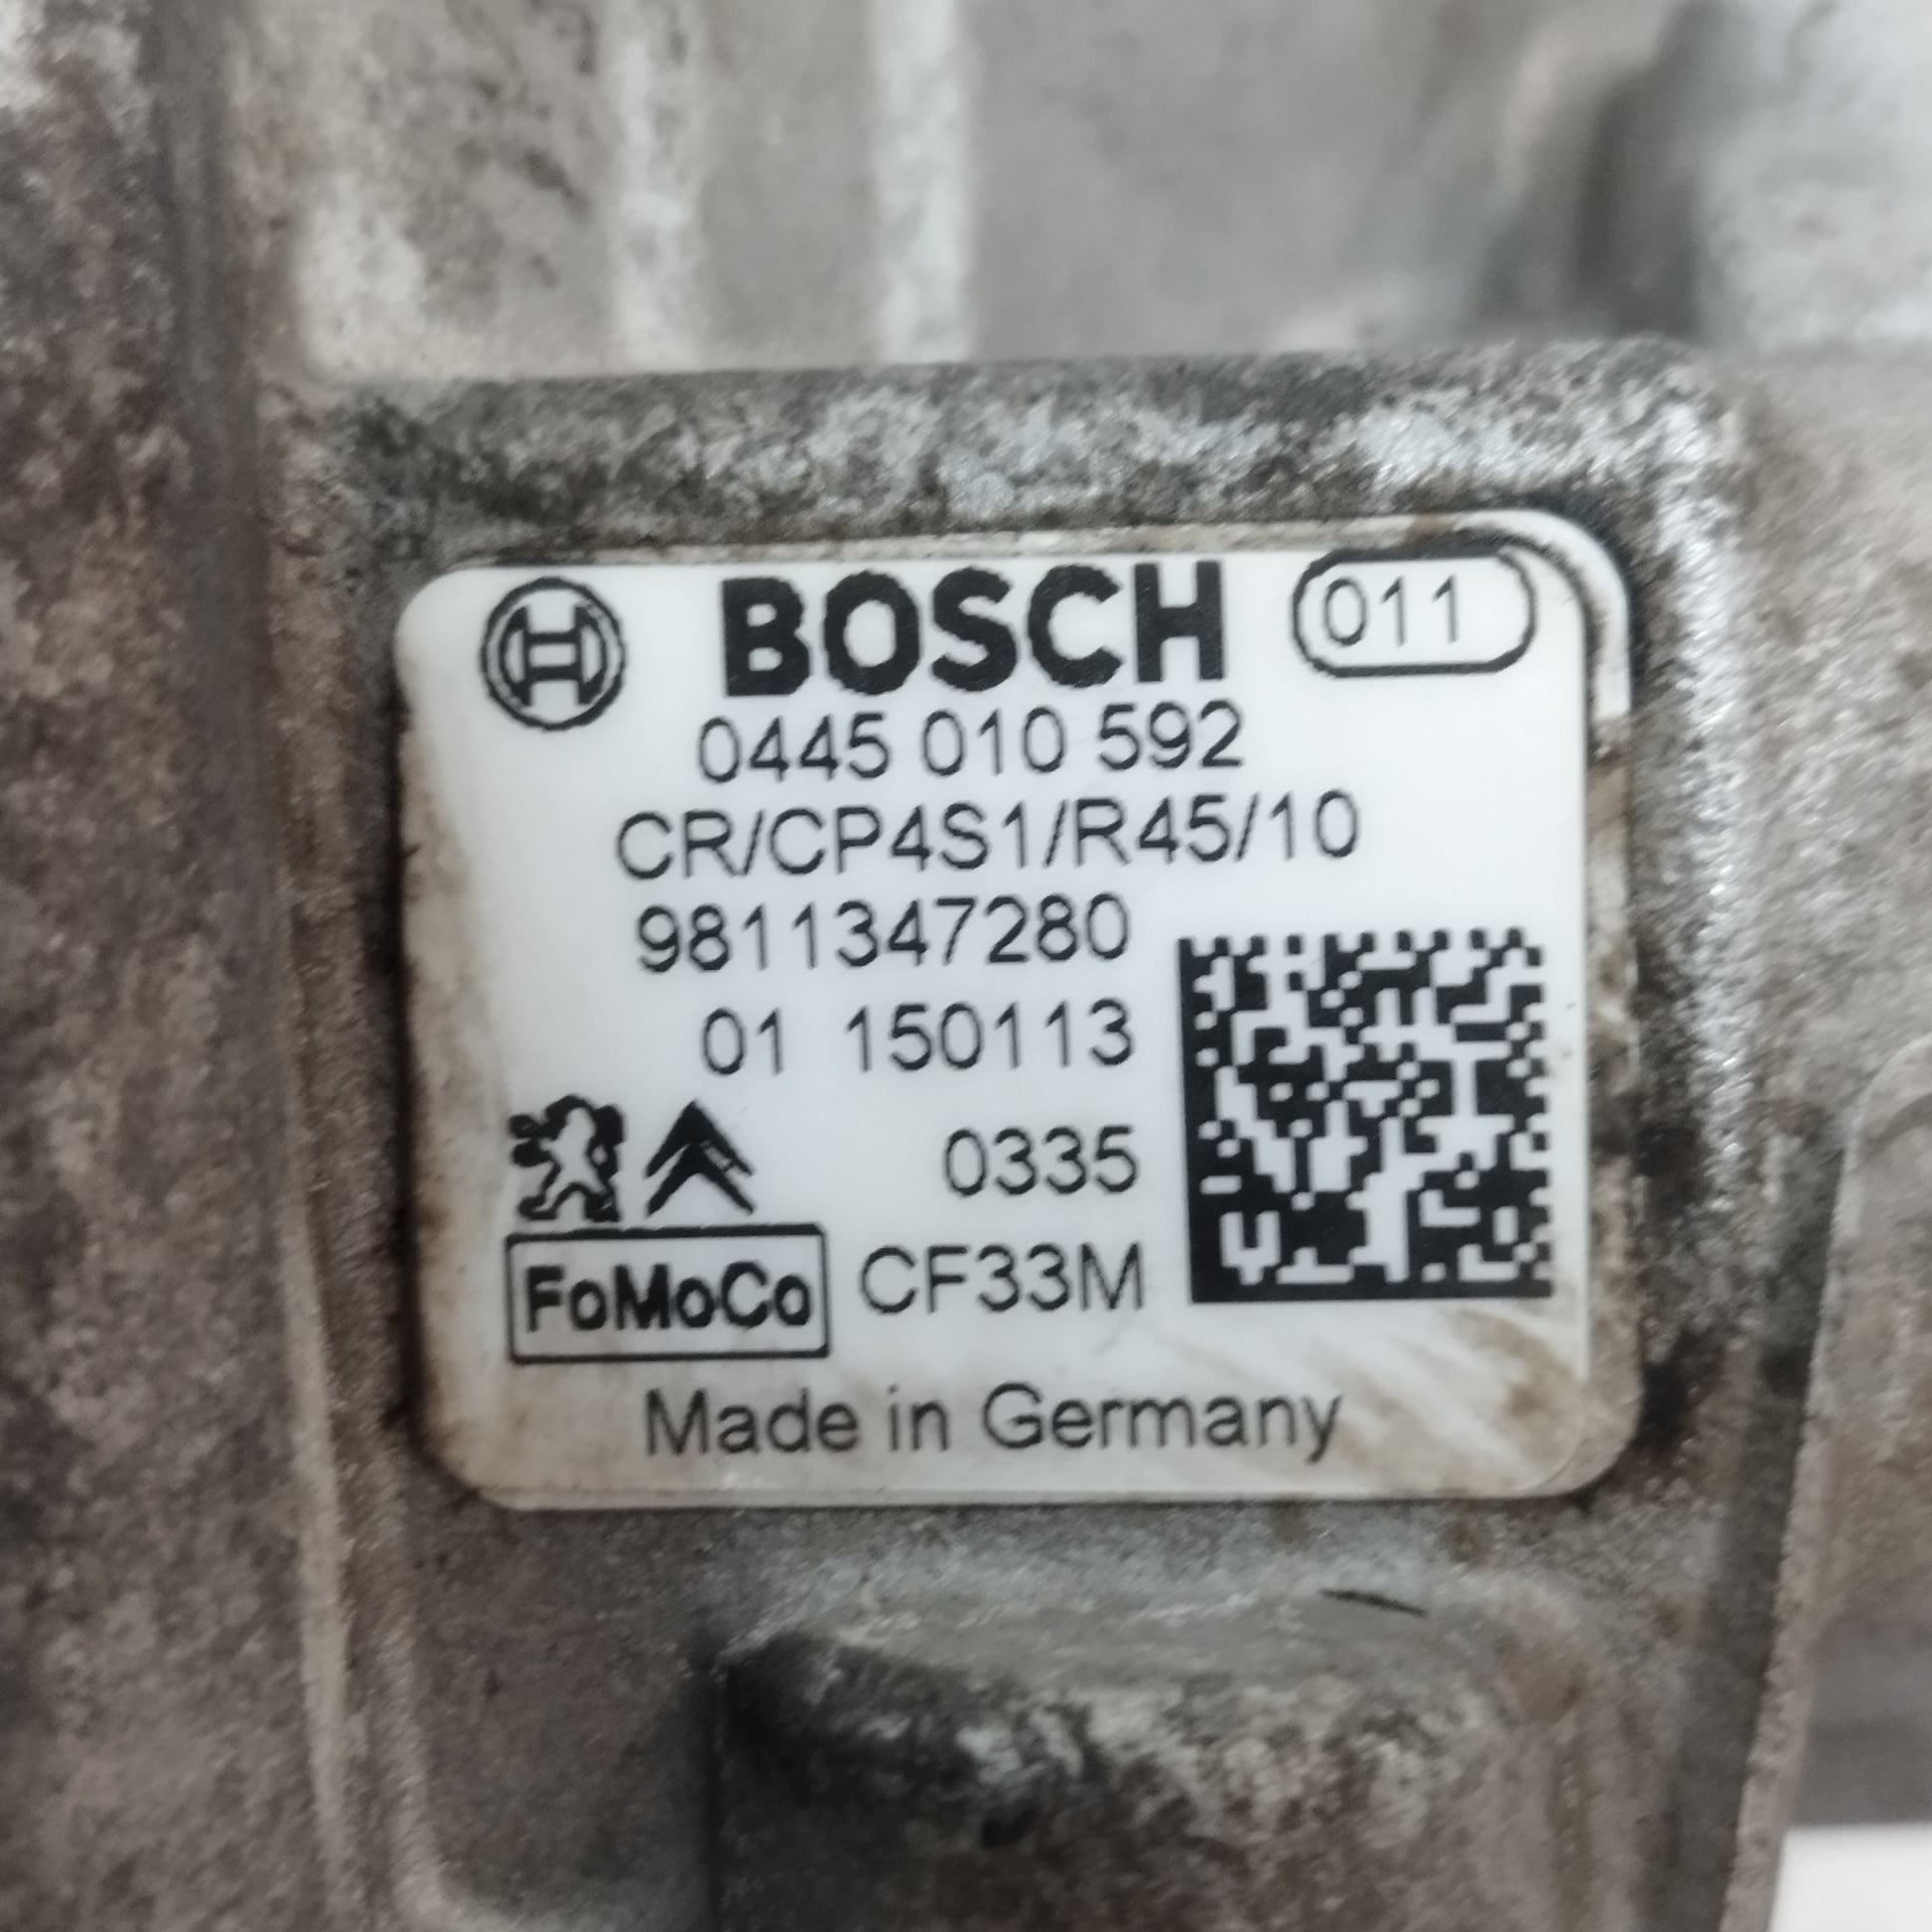 BOSCH 011
0445 010 592
CR/CP4S1/R45/10
9811347280
01 150113
0335
FoMoCo CF33M
Made in Germany